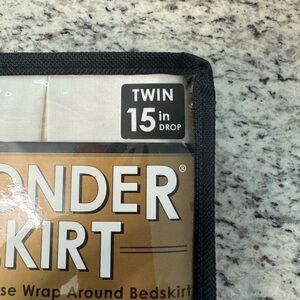 TWIN
15 in
DROP
ONDER®
KIRT
se Wrap Around Bedskirt